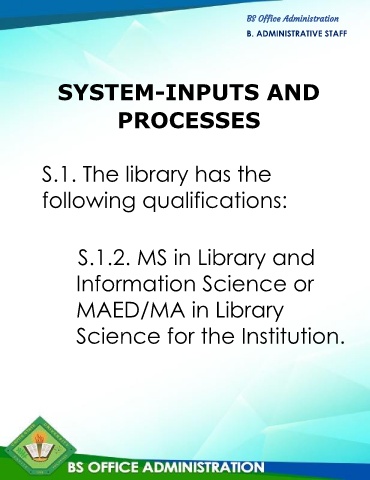 BS Office Administration
B. ADMINISTRATIVE STAFF
SYSTEM-INPUTS AND
PROCESSES
S.1. The library has the
following qualifications:
S.1.2. MS in Library and
Information Science or
MAED/MA in Library
Science for the Institution.
BS OFFICE ADMINISTRATION